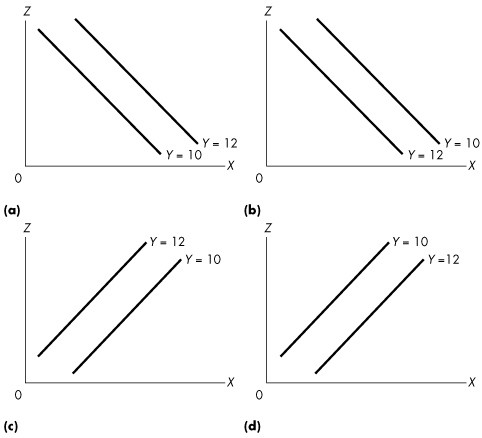 Z
Y = 12
Y = 10
X
0
(a)
Z
Y = 10
Y = 12
X
0
(b)
Z
Y = 12
Y = 10
X
0
(c)
Z
Y = 10
Y =12
X
0
(d)